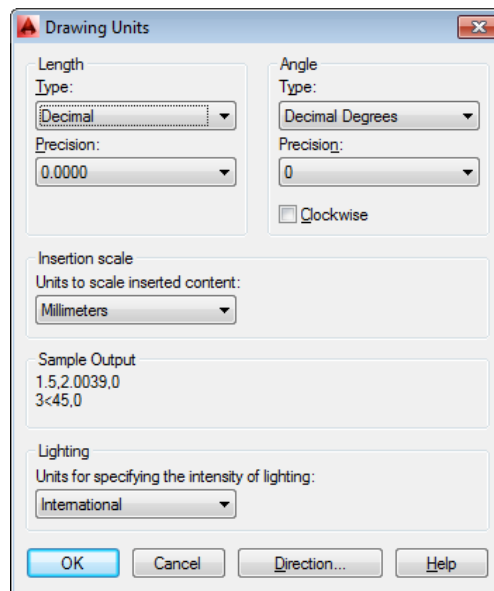 Drawing Units
Length
Type:
Decimal
Precision:
0.0000
Angle
Type:
Decimal Degrees
Precision:
0
Clockwise
Insertion scale
Units to scale inserted content:
Millimeters
Sample Output
1.5,2.0039,0
3<45,0
Lighting
Units for specifying the intensity of lighting:
International
OK
Cancel
Direction...
Help